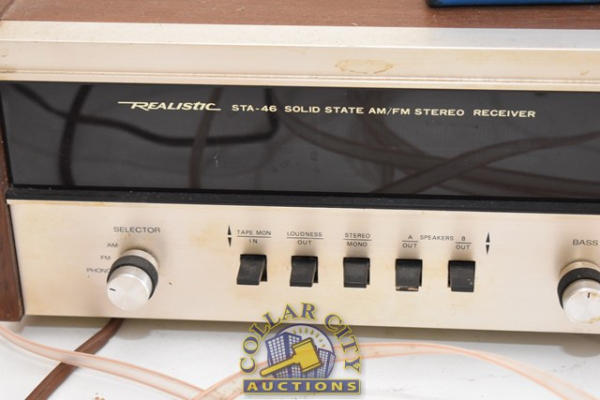 REALISTIC STA-46 SOLID STATE AM/FM STEREO RECEIVER
SELECTOR
AM
FM
PHONO
TAPE MON
IN
LOUDNESS
OUT
STEREO
MONO
A SPEAKERS B
OUT OUT
BASS
COLLAR CITY
AUCTIONS